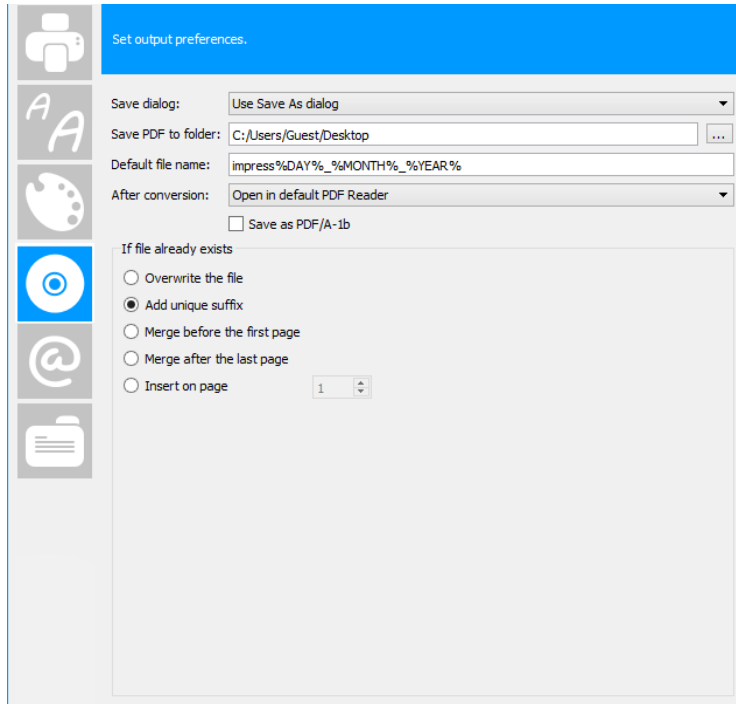 Set output preferences.
Save dialog: Use Save As dialog
Save PDF to folder: C:/Users/Guest/Desktop ...
Default file name: impress%DAY%_%MONTH%_%YEAR%
After conversion: Open in default PDF Reader
Save as PDF/A-1b
If file already exists
Overwrite the file
Add unique suffix
Merge before the first page
Merge after the last page
Insert on page 1